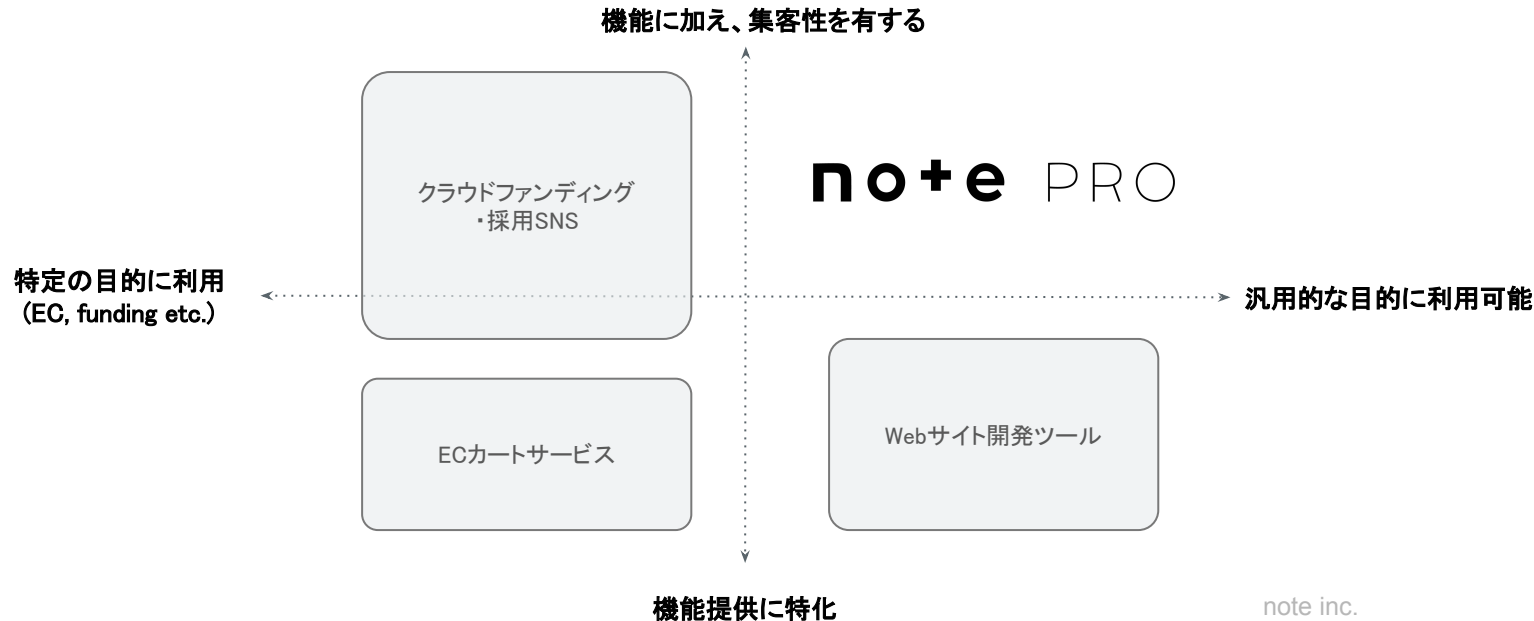 機能に加え、集客性を有する
クラウドファンディング
・採用SNS
note PRO
特定の目的に利用
(EC, funding etc.)
汎用的な目的に利用可能
ECカートサービス
Webサイト開発ツール
機能提供に特化
note inc.